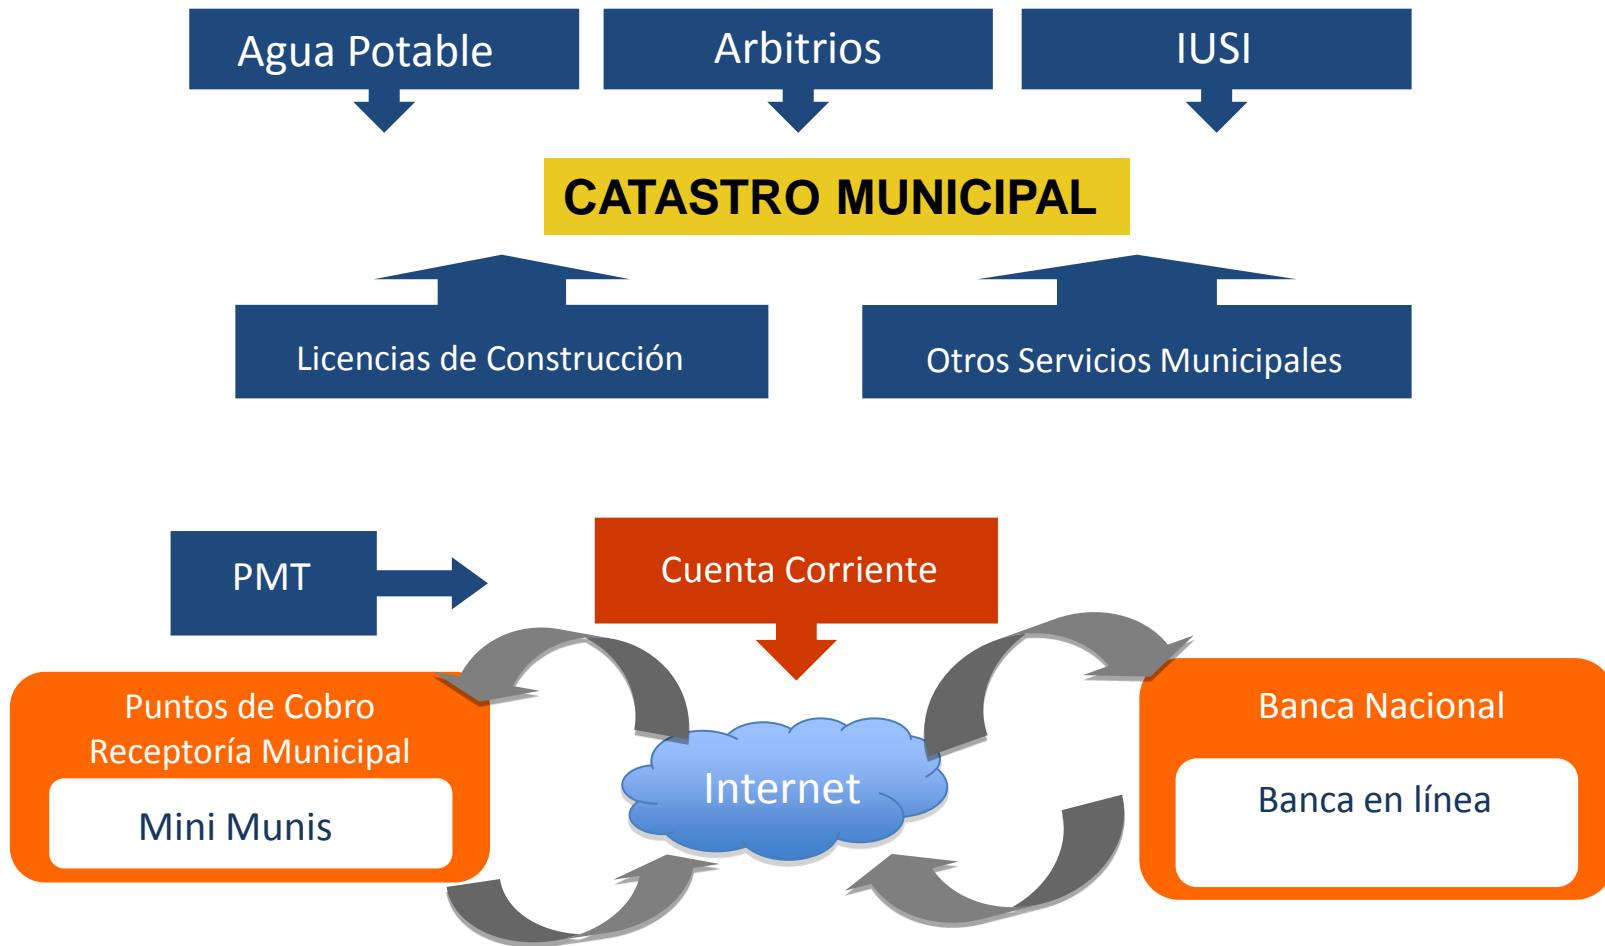 Agua Potable
Arbitrios
IUSI
CATASTRO MUNICIPAL
Licencias de Construcción
Otros Servicios Municipales
PMT
Cuenta Corriente
Puntos de Cobro
Receptoría Municipal
Mini Munis
Internet
Banca Nacional
Banca en línea